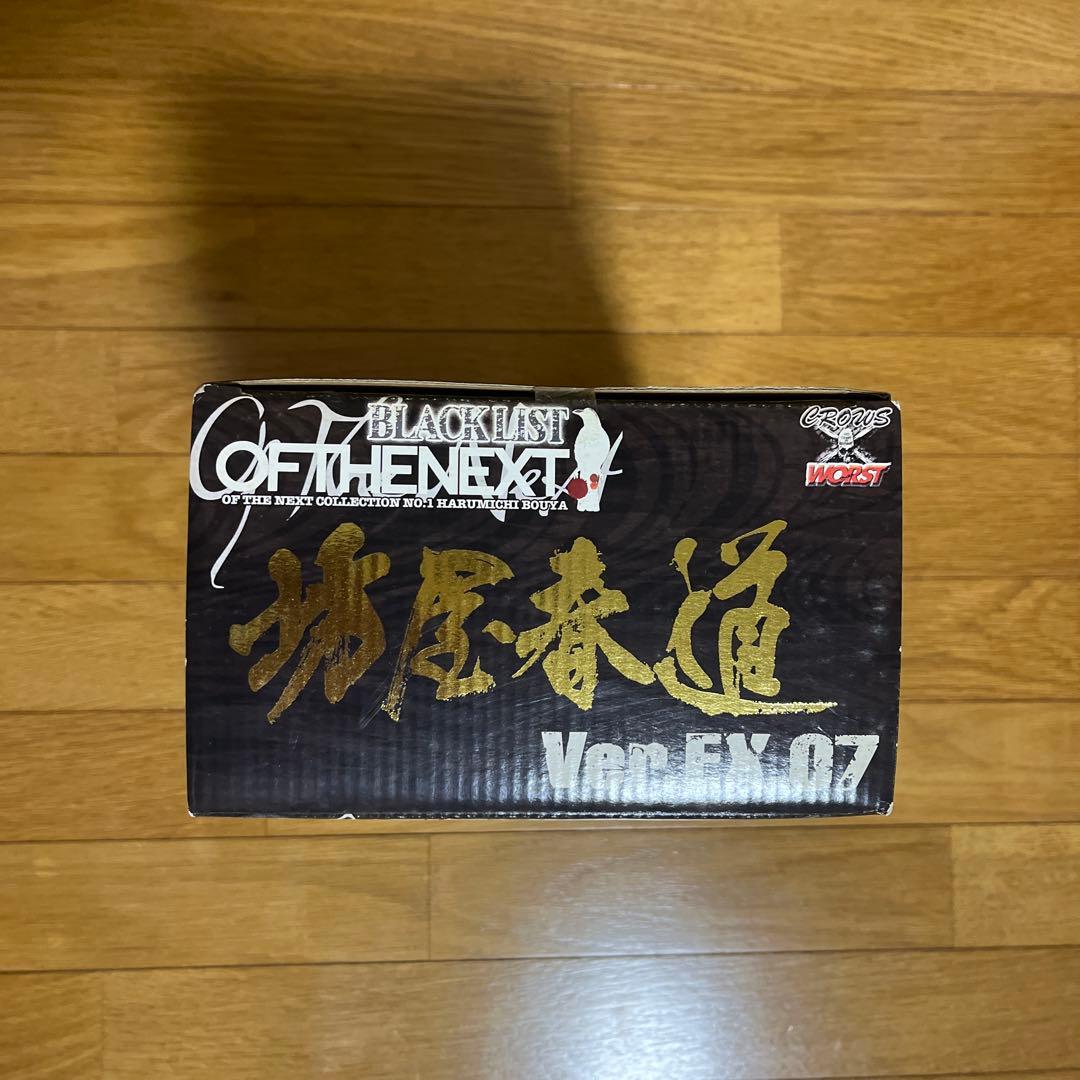 BLACK LIST
OF THE NEXT
OF THE NEXT COLLECTION NO.1 HARUMICHI BOUYA
CROWS
WORST
坊屋春道
Ver.EX 07